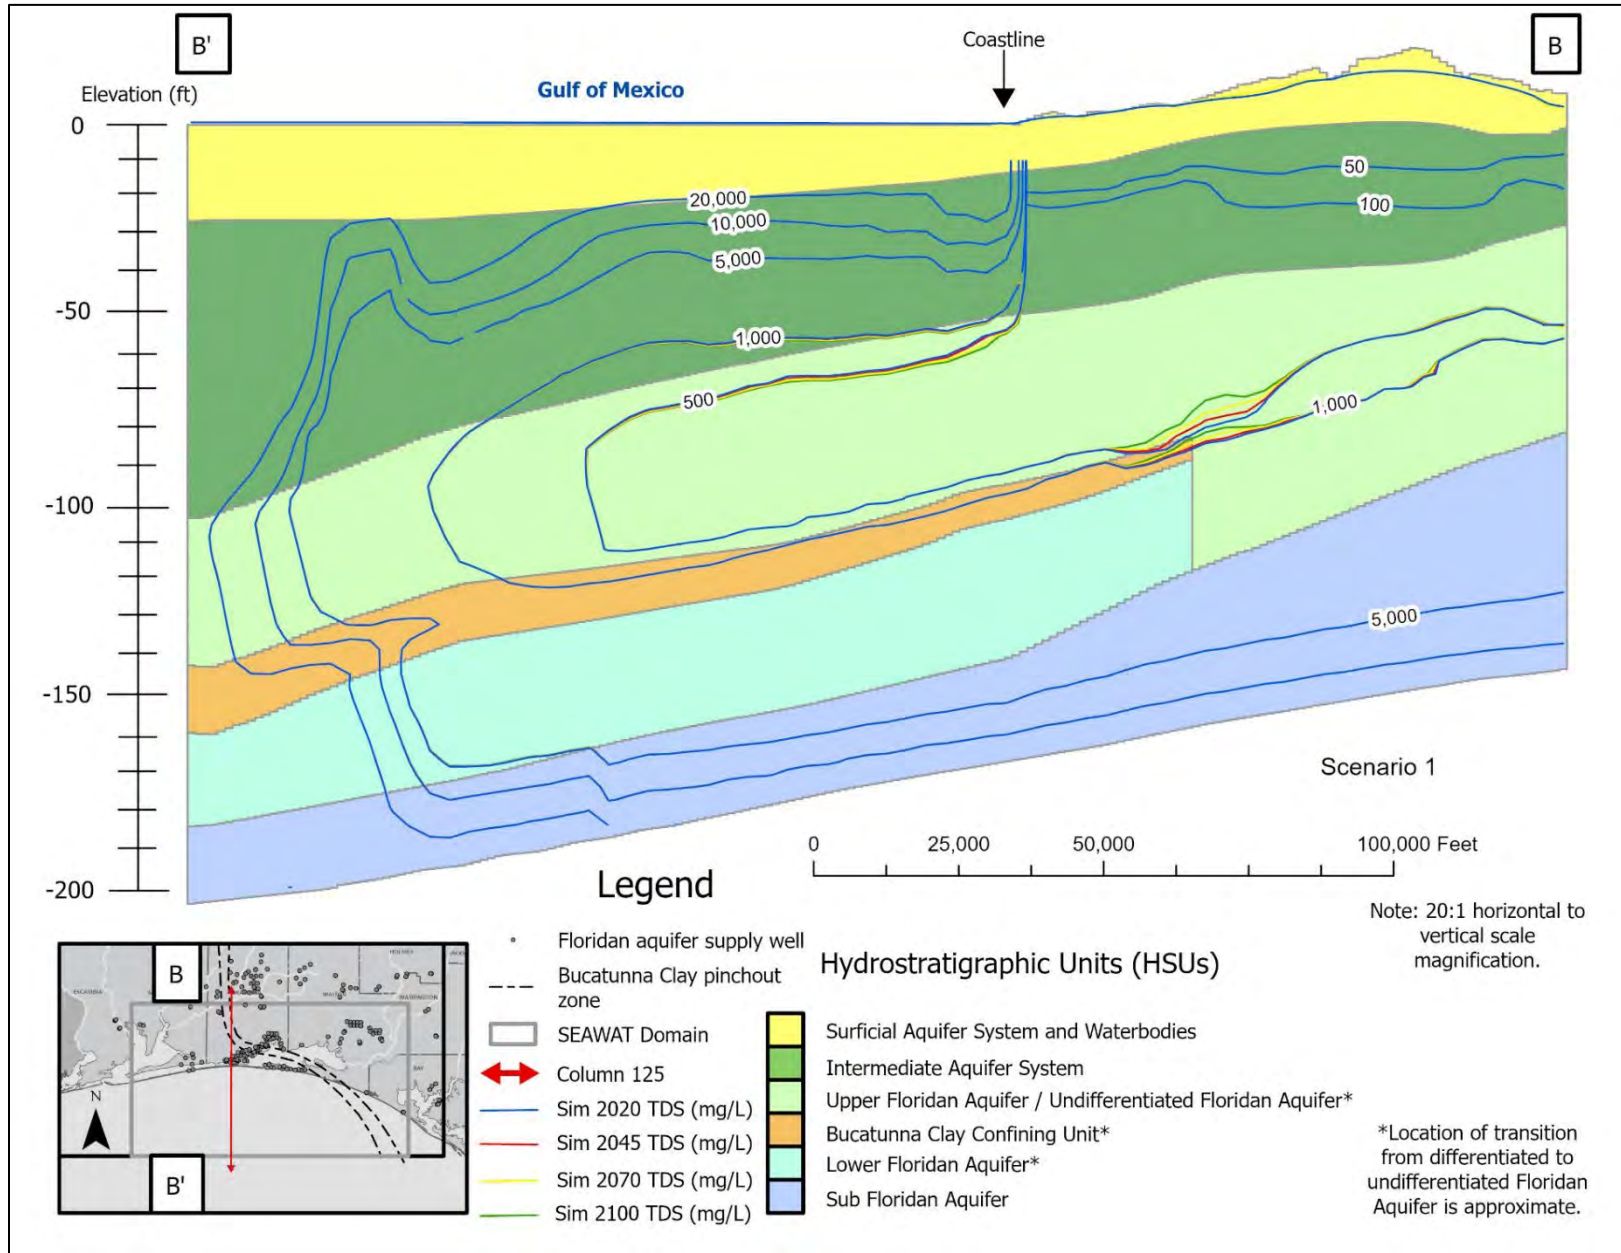 B'
B
Coastline
Elevation (ft)
Gulf of Mexico
0
-50
-100
-150
-200
20,000
10,000
5,000
1,000
500
50
100
1,000
5,000
Scenario 1
0 25,000 50,000 100,000 Feet
Note: 20:1 horizontal to
vertical scale
magnification.
Legend
Floridan aquifer supply well
Bucatunna Clay pinchout
zone
SEAWAT Domain
Column 125
Sim 2020 TDS (mg/L)
Sim 2045 TDS (mg/L)
Sim 2070 TDS (mg/L)
Sim 2100 TDS (mg/L)
Hydrostratigraphic Units (HSUs)
Surficial Aquifer System and Waterbodies
Intermediate Aquifer System
Upper Floridan Aquifer / Undifferentiated Floridan Aquifer*
Bucatunna Clay Confining Unit*
Lower Floridan Aquifer*
Sub Floridan Aquifer
*Location of transition
from differentiated to
undifferentiated Floridan
Aquifer is approximate.
B
N
B'